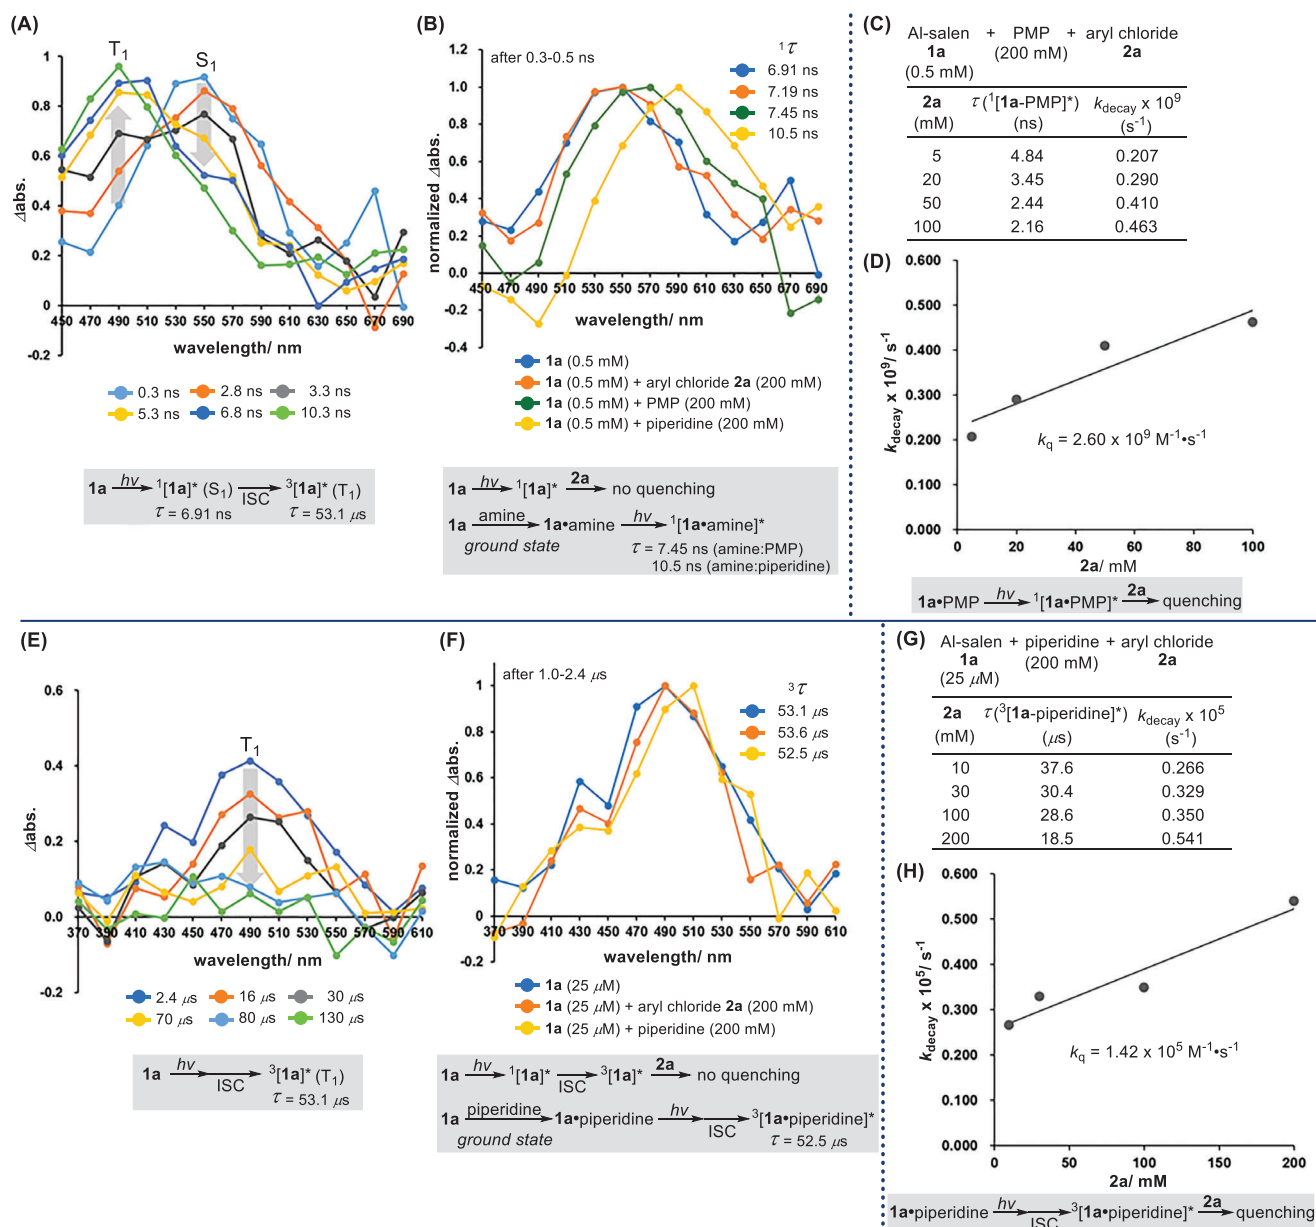 (A)
T1
S1
Δabs.
1
0.8
0.6
0.4
0.2
0
-0.2
450 470 490 510 530 550 570 590 610 630 650 670 690
wavelength/ nm
0.3 ns 2.8 ns 3.3 ns
5.3 ns 6.8 ns 10.3 ns
1a hv ¹[1a]* (S1) ISC ³[1a]* (T1)
τ = 6.91 ns τ = 53.1 μs
(B)
after 0.3-0.5 ns
normalized Δabs.
1.2
1.0
0.8
0.6
0.4
0.2
0.0
-0.2
-0.4
¹τ
6.91 ns
7.19 ns
7.45 ns
10.5 ns
450 470 490 510 530 550 570 590 610 630 650 670 690
wavelength/ nm
1a (0.5 mM)
1a (0.5 mM) + aryl chloride 2a (200 mM)
1a (0.5 mM) + PMP (200 mM)
1a (0.5 mM) + piperidine (200 mM)
1a hv ¹[1a]* 2a no quenching
1a amine 1a•amine hv ¹[1a•amine]*
ground state τ = 7.45 ns (amine:PMP)
10.5 ns (amine:piperidine)
(C)
Al-salen + PMP + aryl chloride
1a (200 mM) 2a
(0.5 mM)
2a τ(¹[1a-PMP]*) kdecay x 10⁹
(mM) (ns) (s⁻¹)
5 4.84 0.207
20 3.45 0.290
50 2.44 0.410
100 2.16 0.463
(D)
kdecay x 10⁹/ s⁻¹
0.600
0.500
0.400
0.300
0.200
0.100
0.000
kq = 2.60 x 10⁹ M⁻¹•s⁻¹
0 20 40 60 80 100
2a/ mM
1a•PMP hv ¹[1a•PMP]* 2a quenching
(E)
T1
Δabs.
0.6
0.4
0.2
0.0
-0.2
370 390 410 430 450 470 490 510 530 550 570 590 610
wavelength/ nm
2.4 μs 16 μs 30 μs
70 μs 80 μs 130 μs
1a hv ISC ³[1a]* (T1)
τ = 53.1 μs
(F)
after 1.0-2.4 μs
normalized Δabs.
1
0.8
0.6
0.4
0.2
0
-0.2
³τ
53.1 μs
53.6 μs
52.5 μs
370 390 410 430 450 470 490 510 530 550 570 590 610
wavelength/ nm
1a (25 μM)
1a (25 μM) + aryl chloride 2a (200 mM)
1a (25 μM) + piperidine (200 mM)
1a hv ¹[1a]* ISC ³[1a]* 2a no quenching
1a piperidine 1a•piperidine hv ISC ³[1a•piperidine]*
ground state τ = 52.5 μs
(G)
Al-salen + piperidine + aryl chloride
1a (200 mM) 2a
(25 μM)
2a τ(³[1a-piperidine]*) kdecay x 10⁵
(mM) (μs) (s⁻¹)
10 37.6 0.266
30 30.4 0.329
100 28.6 0.350
200 18.5 0.541
(H)
kdecay x 10⁵/ s⁻¹
0.600
0.500
0.400
0.300
0.200
0.100
0.000
kq = 1.42 x 10⁵ M⁻¹•s⁻¹
0 50 100 150 200
2a/ mM
1a•piperidine hv ISC ³[1a•piperidine]* 2a quenching